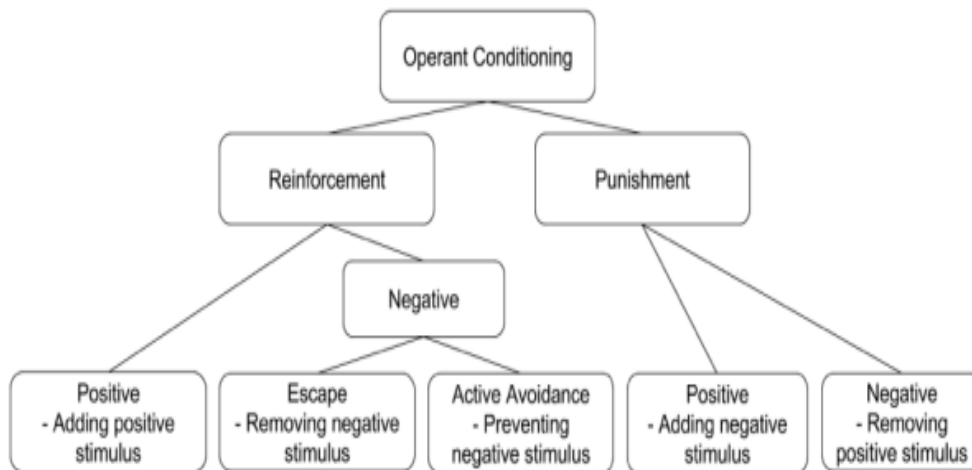 Operant Conditioning
Reinforcement
Punishment
Negative
Positive
- Adding positive
stimulus
Escape
- Removing negative
stimulus
Active Avoidance
- Preventing
negative stimulus
Positive
- Adding negative
stimulus
Negative
- Removing
positive stimulus